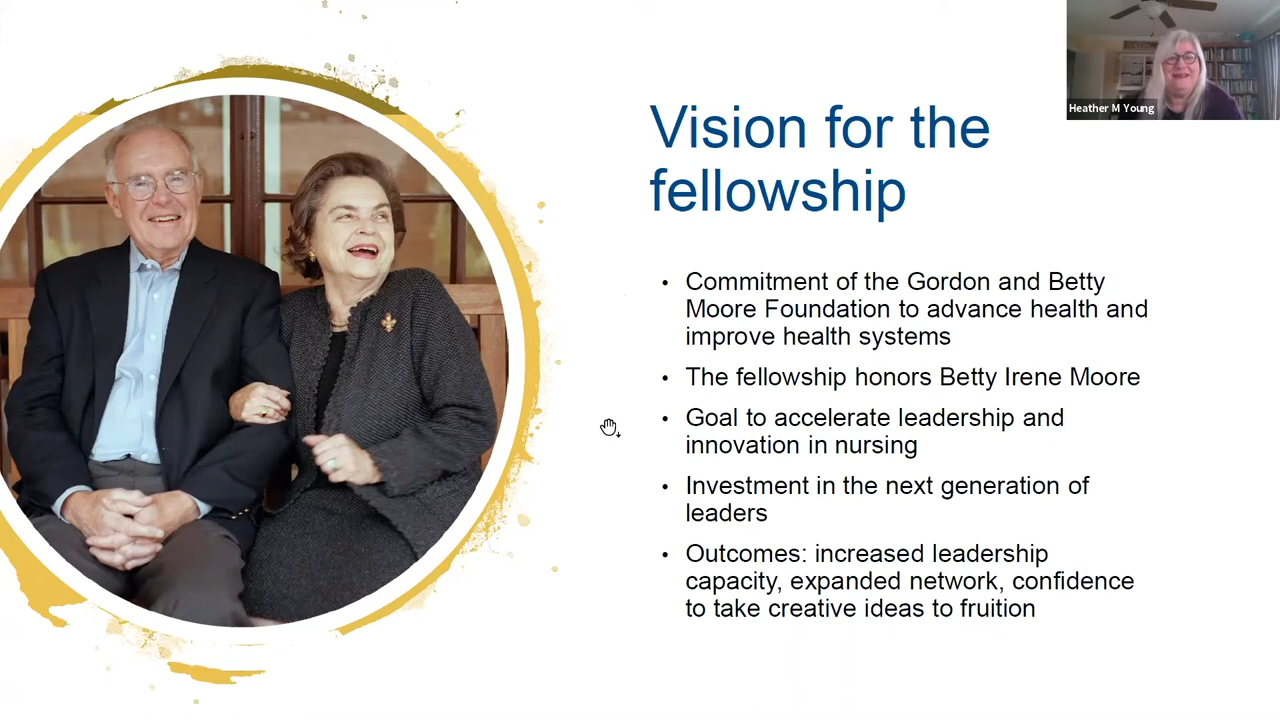 Heather M Young
Vision for the
fellowship
• Commitment of the Gordon and Betty
Moore Foundation to advance health and
improve health systems
• The fellowship honors Betty Irene Moore
• Goal to accelerate leadership and
innovation in nursing
• Investment in the next generation of
leaders
• Outcomes: increased leadership
capacity, expanded network, confidence
to take creative ideas to fruition